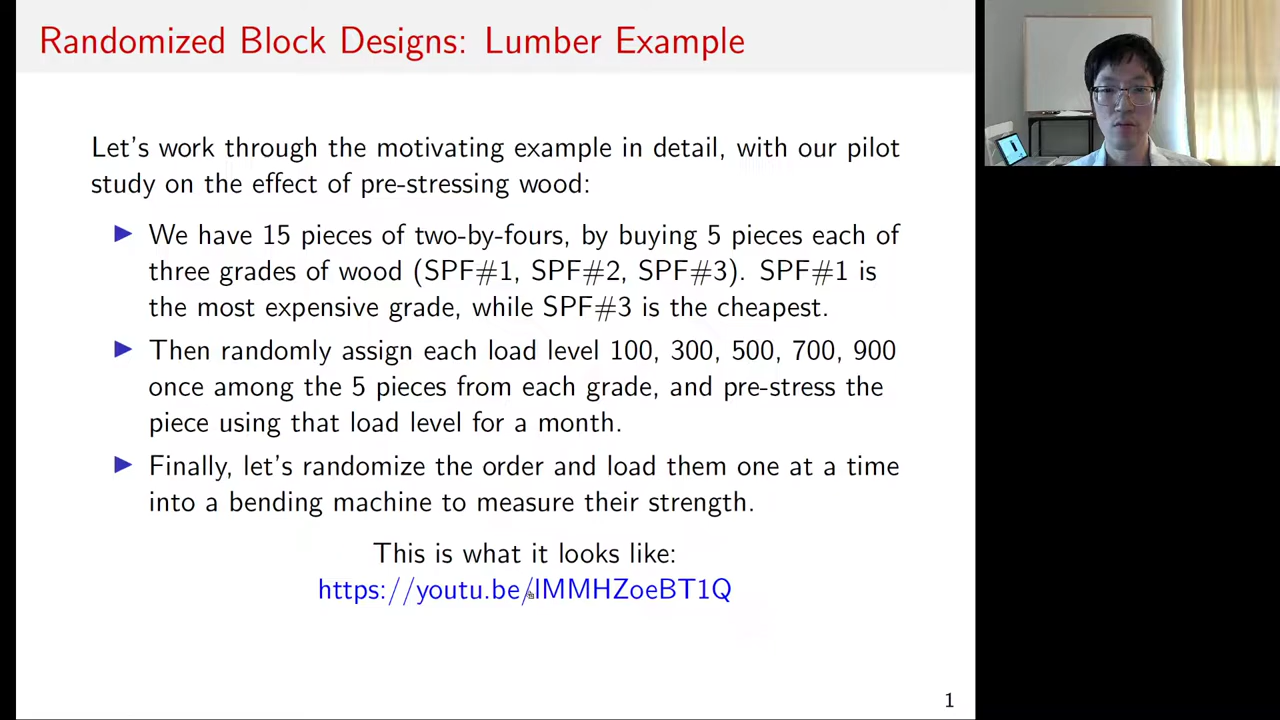 Randomized Block Designs: Lumber Example
Let's work through the motivating example in detail, with our pilot
study on the effect of pre-stressing wood:
▶ We have 15 pieces of two-by-fours, by buying 5 pieces each of
three grades of wood (SPF#1, SPF#2, SPF#3). SPF#1 is
the most expensive grade, while SPF#3 is the cheapest.
▶ Then randomly assign each load level 100, 300, 500, 700, 900
once among the 5 pieces from each grade, and pre-stress the
piece using that load level for a month.
▶ Finally, let's randomize the order and load them one at a time
into a bending machine to measure their strength.
This is what it looks like:
https://youtu.be/lMMHZoeBT1Q
1